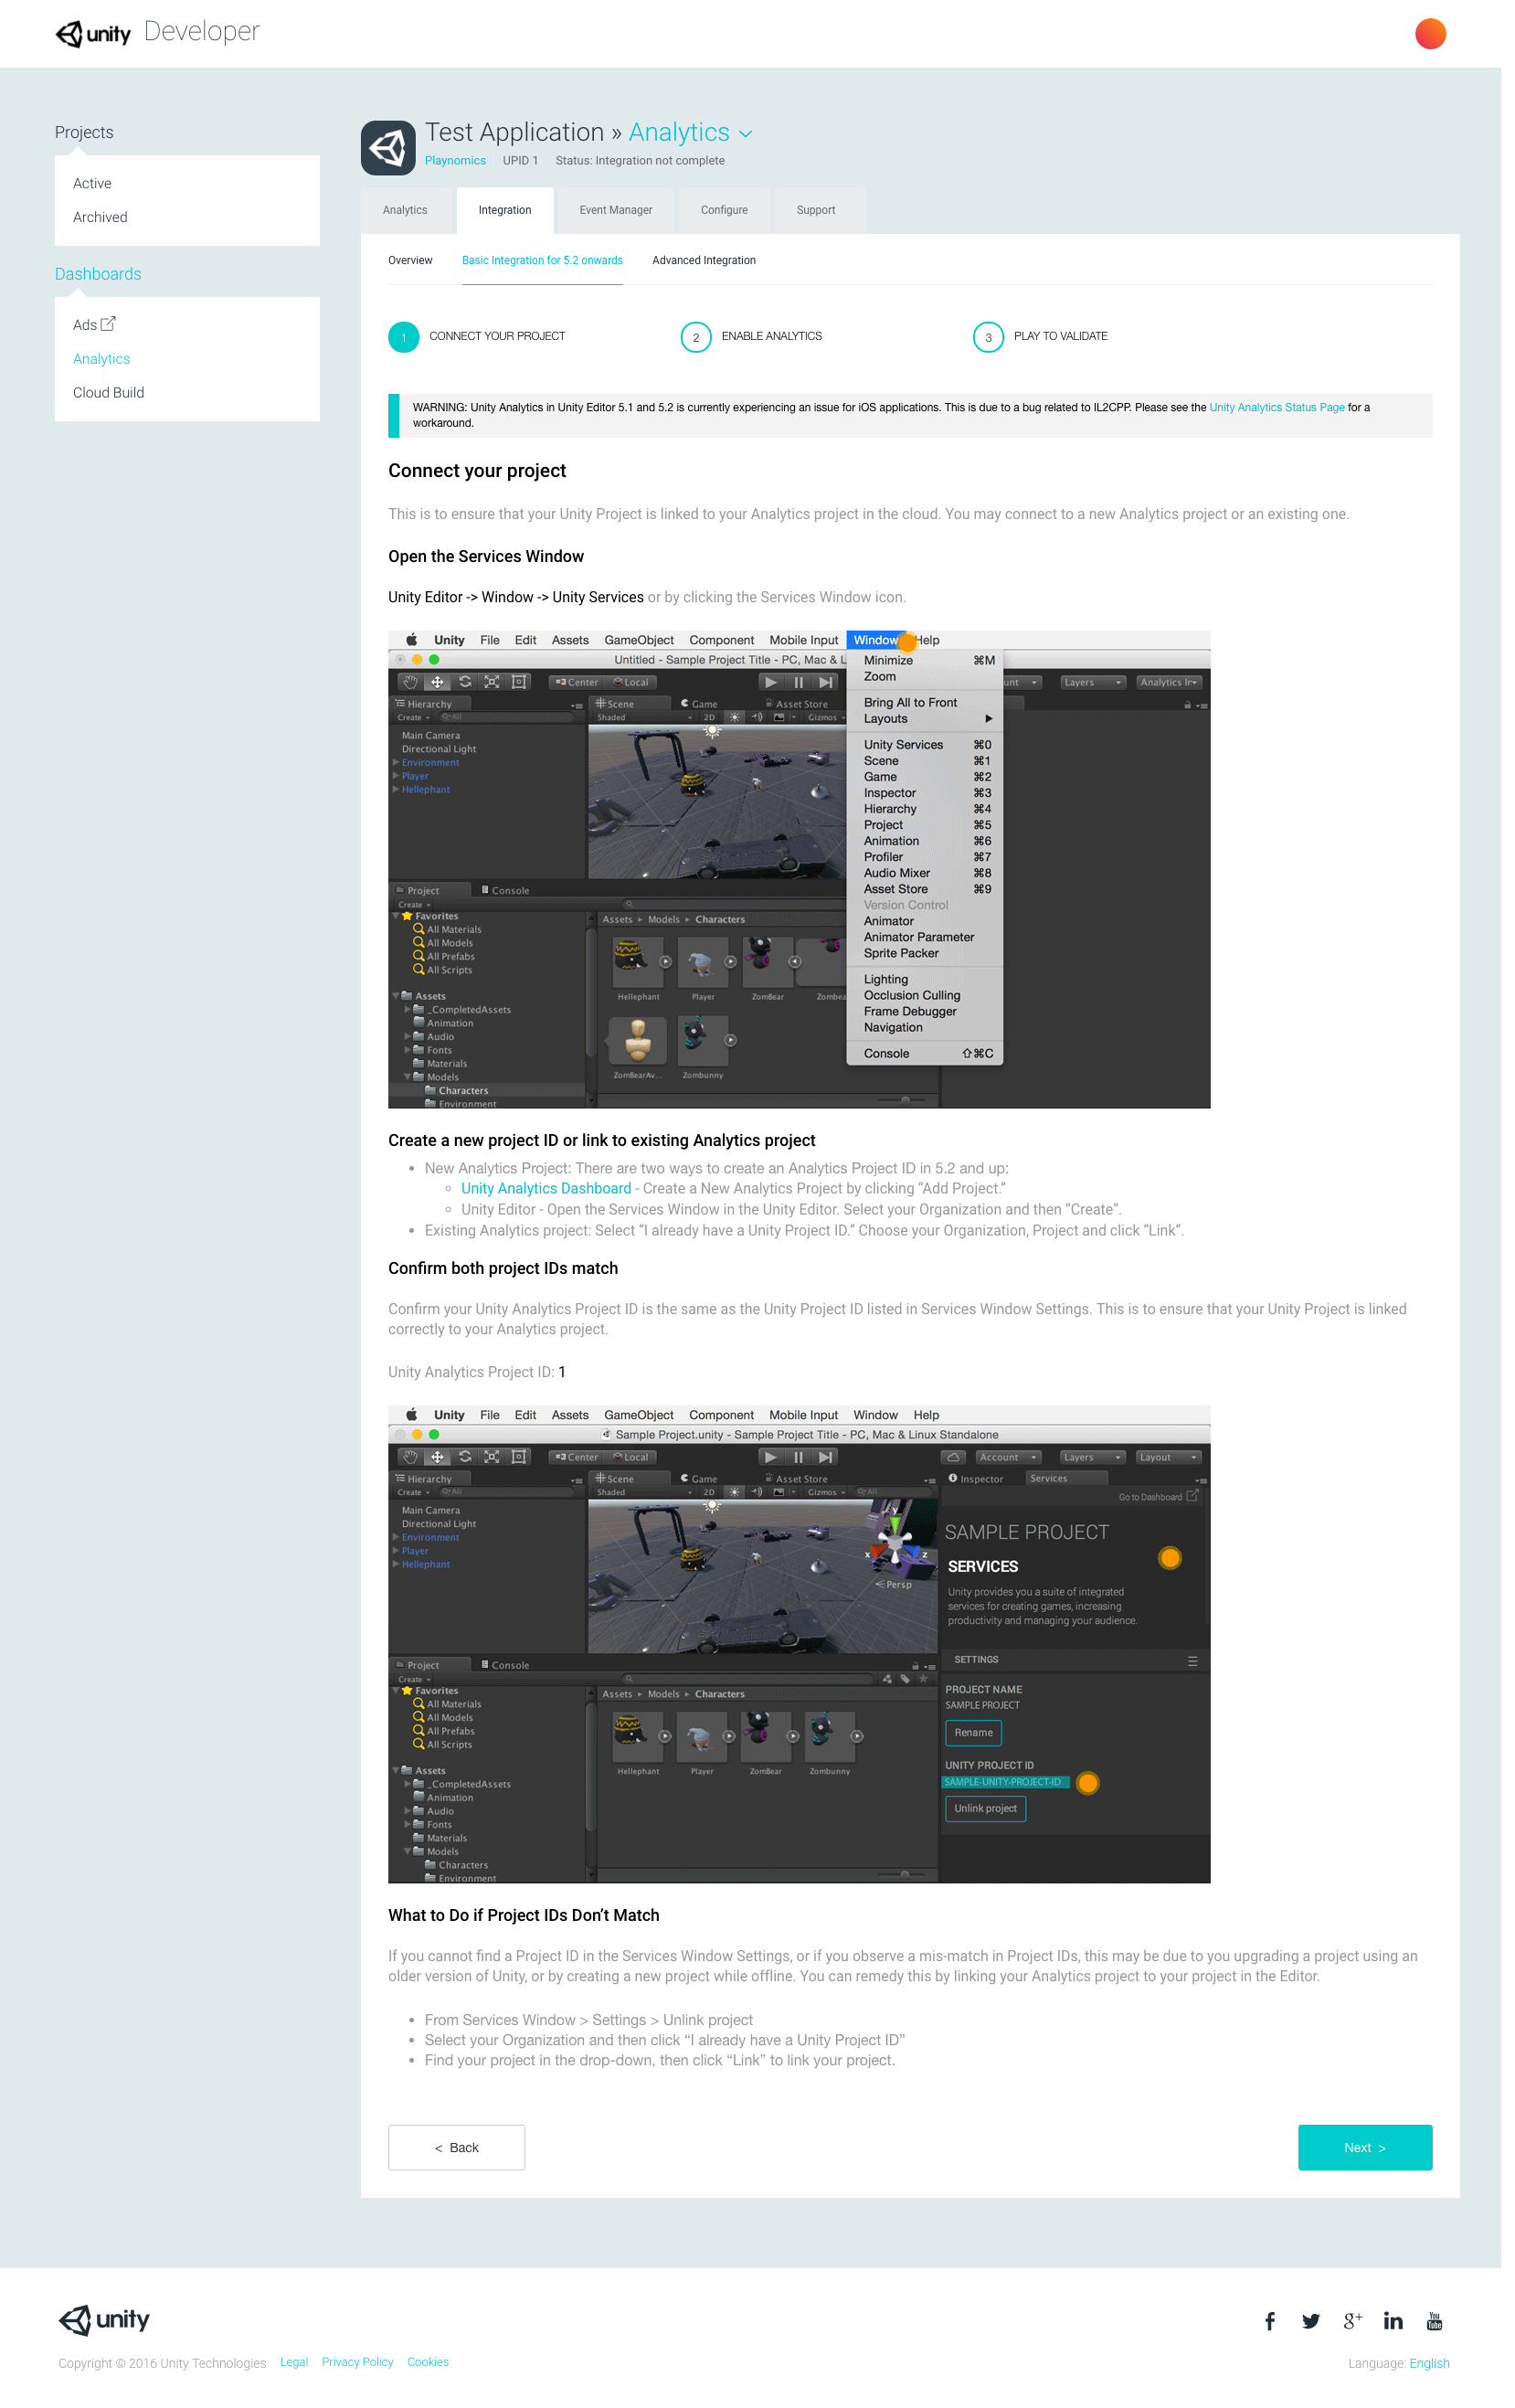 unity Developer
Projects
Active
Archived
Dashboards
Ads
Analytics
Cloud Build
Test Application » Analytics
Playnomics UPID 1 Status: Integration not complete
Analytics Integration Event Manager Configure Support
Overview Basic Integration for 5.2 onwards Advanced Integration
1 CONNECT YOUR PROJECT 2 ENABLE ANALYTICS 3 PLAY TO VALIDATE
WARNING: Unity Analytics in Unity Editor 5.1 and 5.2 is currently experiencing an issue for iOS applications. This is due to a bug related to IL2CPP. Please see the Unity Analytics Status Page for a
workaround.
Connect your project
This is to ensure that your Unity Project is linked to your Analytics project in the cloud. You may connect to a new Analytics project or an existing one.
Open the Services Window
Unity Editor -> Window -> Unity Services or by clicking the Services Window icon.
Unity File Edit Assets GameObject Component Mobile Input Window Help
Untitled - Sample Project Title - PC, Mac & L
Center Local Layers
Hierarchy
Create All
Main Camera
Directional Light
Environment
Player
Hellephant
Scene Game Asset Store
Shaded 2D Gizmos
Minimize ⌘M
Zoom
Bring All to Front
Layouts
Unity Services ⌘0
Scene ⌘1
Game ⌘2
Inspector ⌘3
Hierarchy ⌘4
Project ⌘5
Animation ⌘6
Profiler ⌘7
Audio Mixer ⌘8
Asset Store ⌘9
Version Control
Animator
Animator Parameter
Sprite Packer
Lighting
Occlusion Culling
Frame Debugger
Navigation
Console ⇧⌘C
Project Console
Create
Favorites
All Materials
All Models
All Prefabs
All Scripts
Assets
_CompletedAssets
Animation
Audio
Fonts
Materials
Models
Characters
Environment
Assets Models Characters
Hellephant Player ZomBear Zombea
ZomBearAv... Zombunny
Create a new project ID or link to existing Analytics project
• New Analytics Project: There are two ways to create an Analytics Project ID in 5.2 and up:
◦ Unity Analytics Dashboard - Create a New Analytics Project by clicking “Add Project.”
◦ Unity Editor - Open the Services Window in the Unity Editor. Select your Organization and then “Create”.
• Existing Analytics project: Select “I already have a Unity Project ID.” Choose your Organization, Project and click “Link”.
Confirm both project IDs match
Confirm your Unity Analytics Project ID is the same as the Unity Project ID listed in Services Window Settings. This is to ensure that your Unity Project is linked
correctly to your Analytics project.
Unity Analytics Project ID: 1
Unity File Edit Assets GameObject Component Mobile Input Window Help
Sample Project.unity - Sample Project Title - PC, Mac & Linux Standalone
Center Local Account Layers Layout
Hierarchy
Create All
Main Camera
Directional Light
Environment
Player
Hellephant
Scene Game Asset Store
Shaded 2D Gizmos All
y x z
Persp
Project Console
Create
Favorites
All Materials
All Models
All Prefabs
All Scripts
Assets
_CompletedAssets
Animation
Audio
Fonts
Materials
Models
Characters
Environment
Assets Models Characters
Hellephant Player ZomBear Zombunny
Inspector Services
Go to Dashboard
SAMPLE PROJECT
SERVICES
Unity provides you a suite of integrated
services for creating games, increasing
productivity and managing your audience.
SETTINGS
PROJECT NAME
SAMPLE PROJECT
Rename
UNITY PROJECT ID
SAMPLE-UNITY-PROJECT-ID
Unlink project
What to Do if Project IDs Don’t Match
If you cannot find a Project ID in the Services Window Settings, or if you observe a mis-match in Project IDs, this may be due to you upgrading a project using an
older version of Unity, or by creating a new project while offline. You can remedy this by linking your Analytics project to your project in the Editor.
• From Services Window > Settings > Unlink project
• Select your Organization and then click “I already have a Unity Project ID”
• Find your project in the drop-down, then click “Link” to link your project.
< Back Next >
unity
Copyright © 2016 Unity Technologies Legal Privacy Policy Cookies
f g+ in You Tube
Language: English